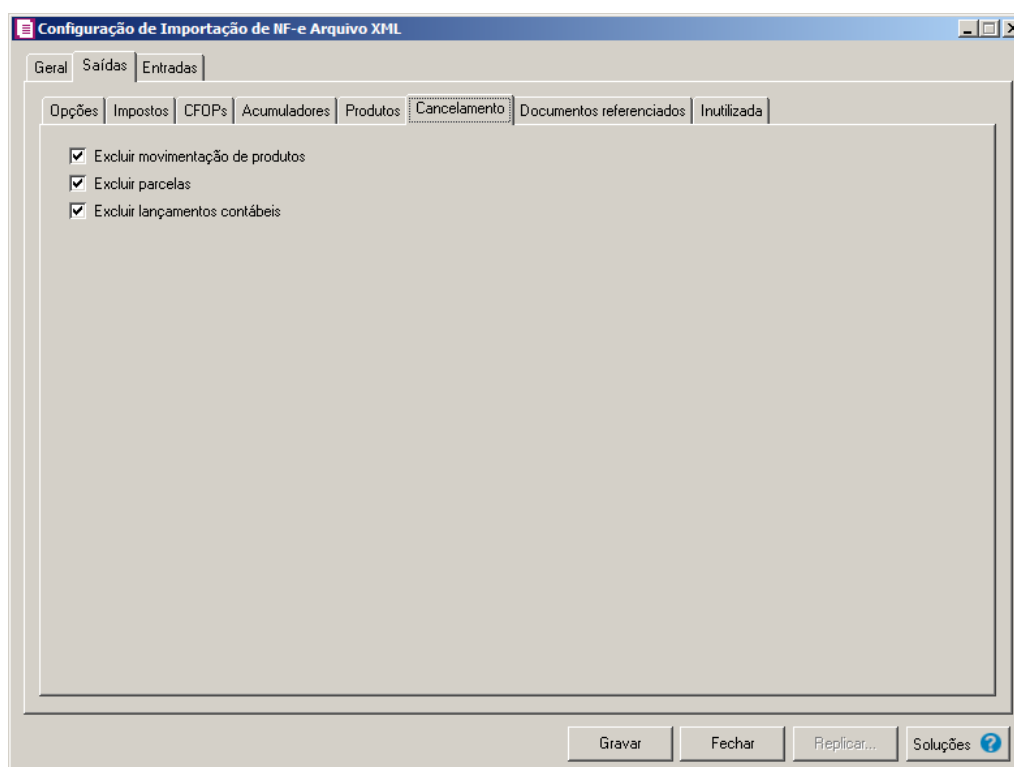 Configuração de Importação de NF-e Arquivo XML
Geral Saídas Entradas
Opções Impostos CFOPs Acumuladores Produtos Cancelamento Documentos referenciados Inutilizada
Excluir movimentação de produtos
Excluir parcelas
Excluir lançamentos contábeis
Gravar Fechar Replicar... Soluções ?